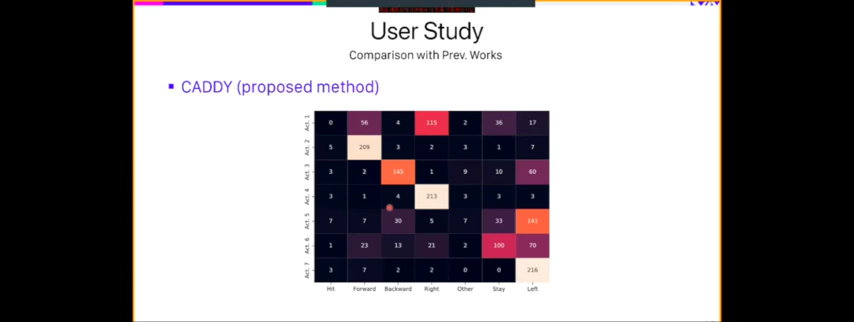 User Study
Comparison with Prev. Works
CADDY (proposed method)
Act. 1 0 56 4 115 2 36 17
Act. 2 5 209 3 2 3 1 7
Act. 3 3 2 145 1 9 10 60
Act. 4 3 1 4 213 3 3 3
Act. 5 7 7 30 5 7 33 141
Act. 6 1 23 13 21 2 100 70
Act. 7 3 7 2 2 0 0 216
Hit Forward Backward Right Other Stay Left